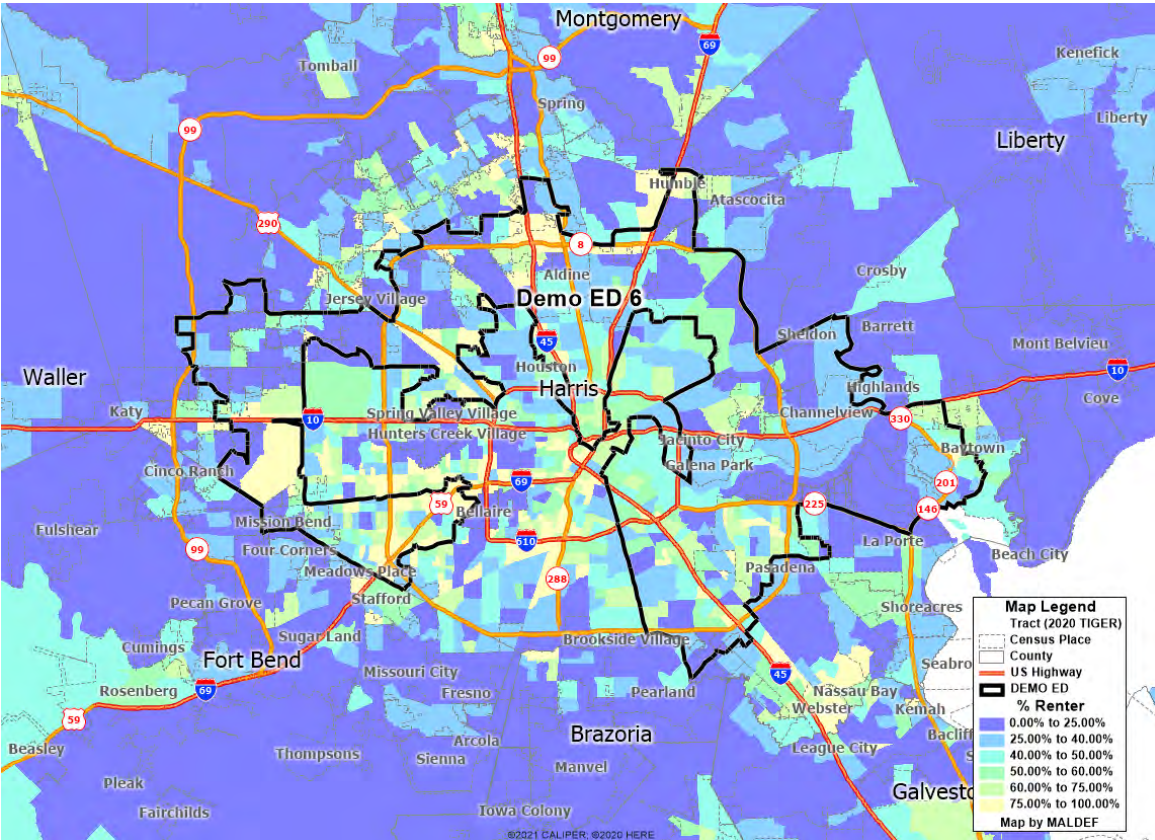 Montgomery
69
99
Kenefick
Tomball
Spring
Liberty
99
Liberty
Humble
Atascocita
290
8
Aldine
Crosby
Demo ED 6
Jersey Village
Sheldon
Barrett
45
Mont Belvieu
Houston
Waller
Harris
10
Highlands
Cove
Katy
10
Spring Valley Village
Channelview
330
Hunters Creek Village
Jacinto City
Baytown
Galena Park
Cinco Ranch
69
201
59
Bellaire
225
146
Mission Bend
Fulshear
610
La Porte
99
Four Corners
Beach City
Meadows Place
Pasadena
288
Stafford
Pecan Grove
Shoreacres
Sugar Land
Brookside Village
Cumings
Fort Bend
Missouri City
45
Seabro
Rosenberg
69
Fresno
Pearland
Nassau Bay
Webster
Kemah
59
Brazoria
Bacliff
Beasley
Arcola
League City
Thompsons
Sienna
Manvel
Pleak
Galvesto
Fairchilds
Iowa Colony
©2021 CALIPER; ©2020 HERE
Map Legend
Tract (2020 TIGER)
Census Place
County
US Highway
DEMO ED
% Renter
0.00% to 25.00%
25.00% to 40.00%
40.00% to 50.00%
50.00% to 60.00%
60.00% to 75.00%
75.00% to 100.00%
Map by MALDEF